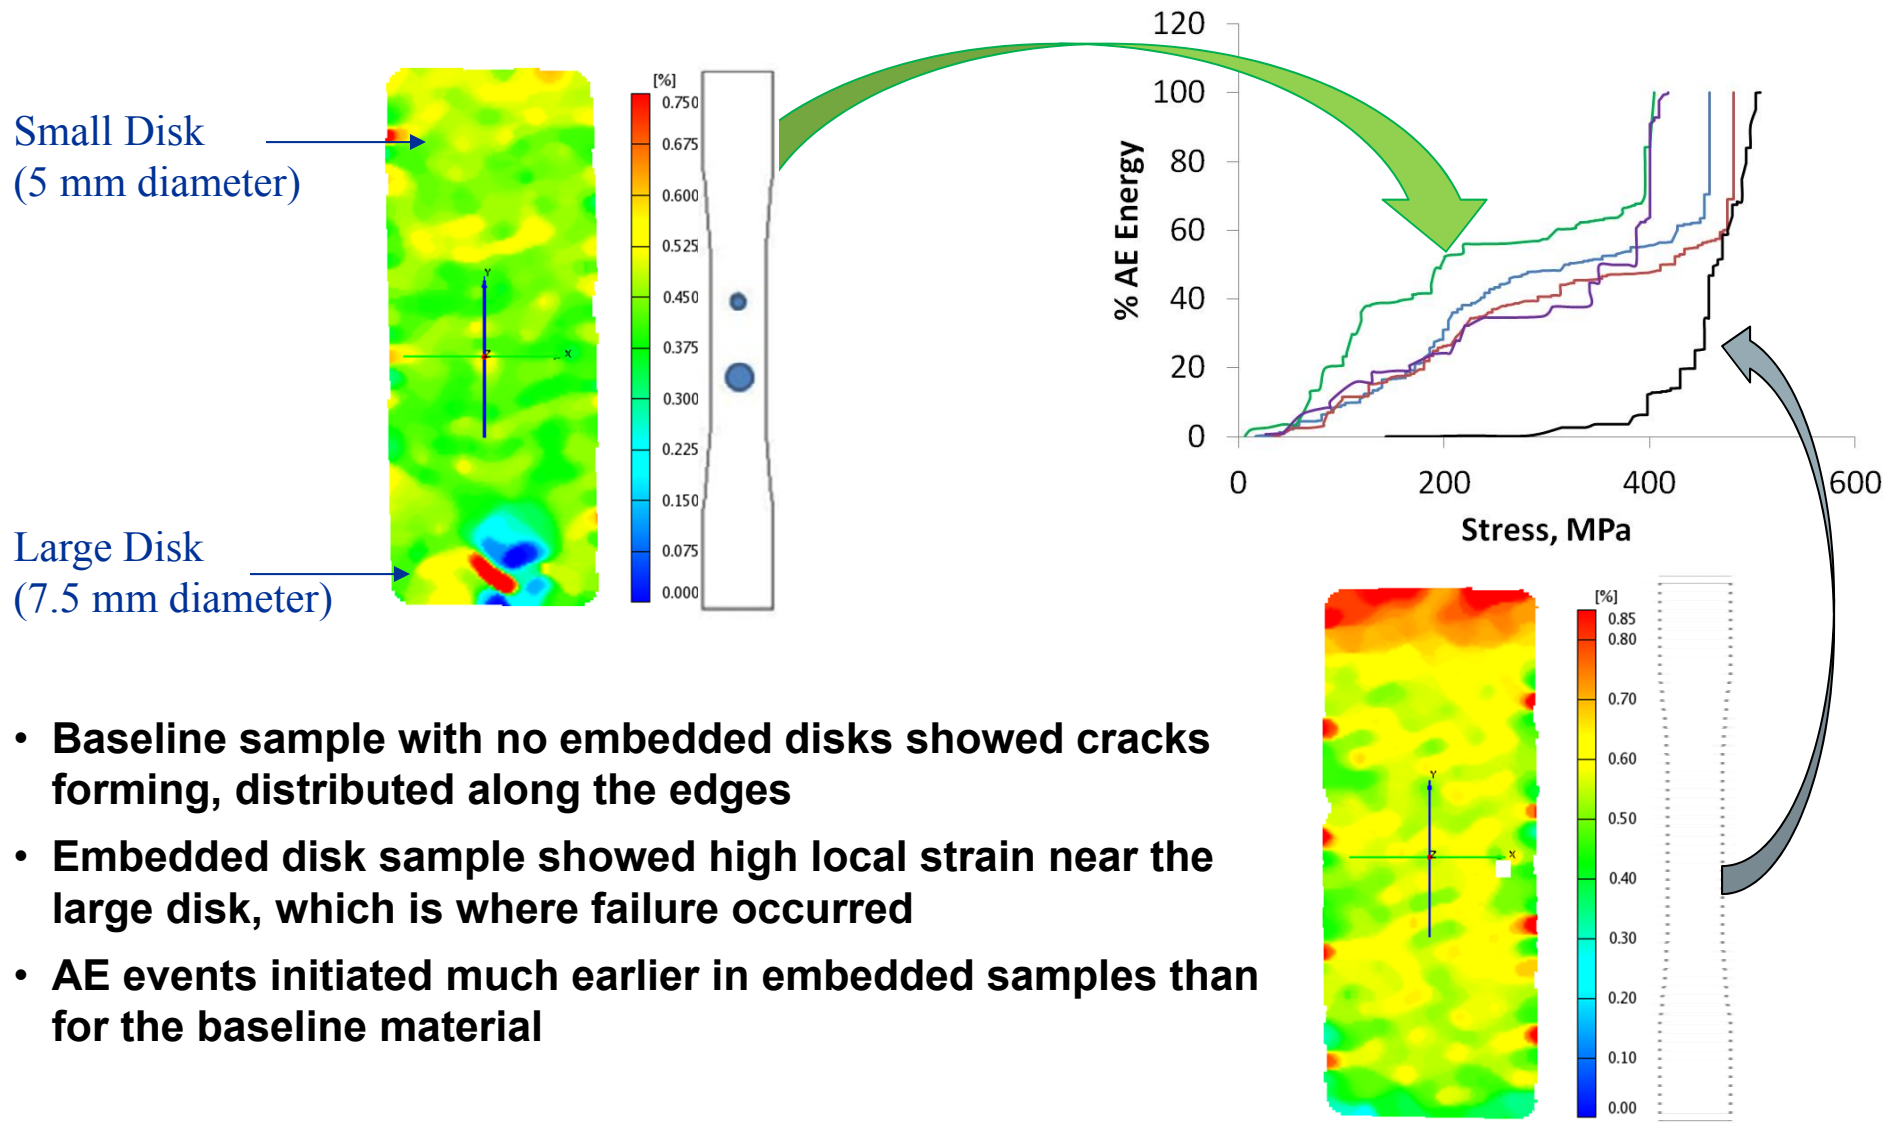 Small Disk
(5 mm diameter)
Large Disk
(7.5 mm diameter)
[%]
0.750
0.675
0.600
0.525
0.450
0.375
0.300
0.225
0.150
0.075
0.000
Y
Z
X
% AE Energy
120
100
80
60
40
20
0
0
200
400
600
Stress, MPa
[%]
0.85
0.80
0.70
0.60
0.50
0.40
0.30
0.20
0.10
0.00
Y
Z
X
• Baseline sample with no embedded disks showed cracks
forming, distributed along the edges
• Embedded disk sample showed high local strain near the
large disk, which is where failure occurred
• AE events initiated much earlier in embedded samples than
for the baseline material